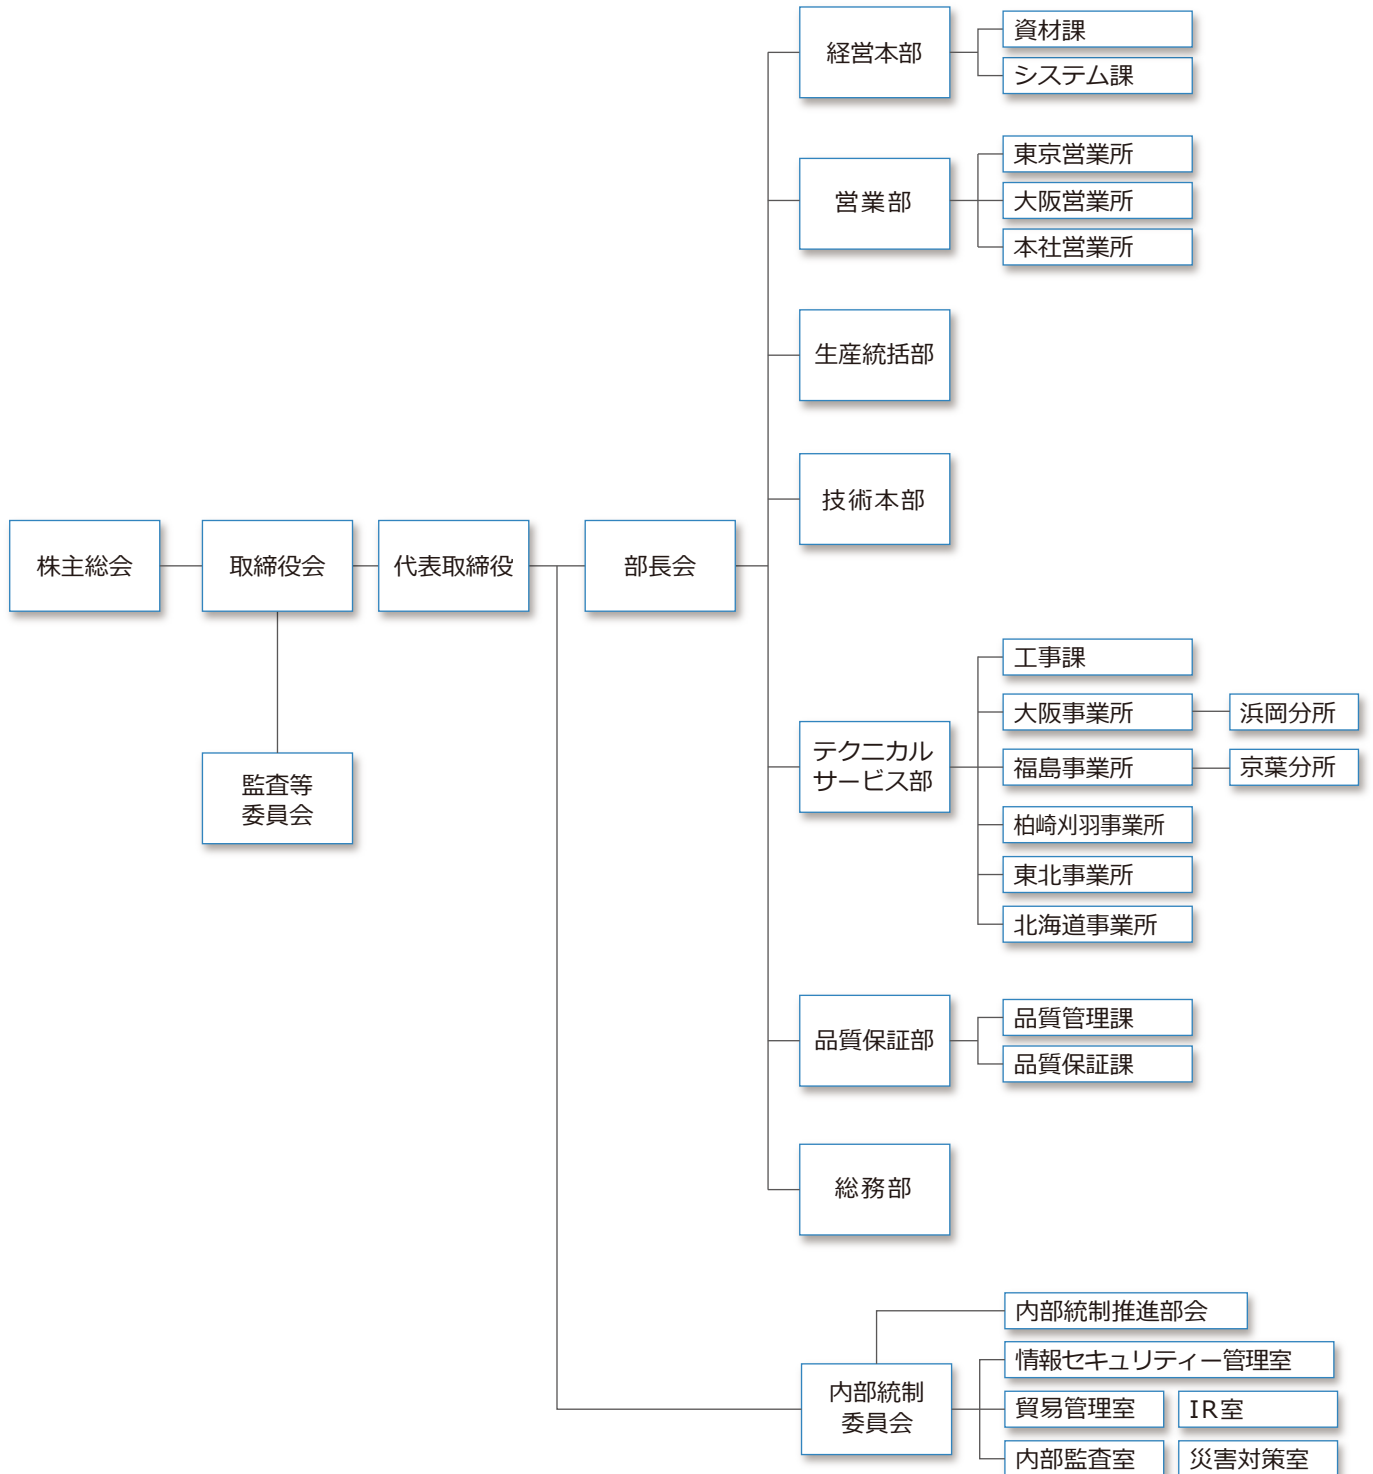 経営本部
資材課
システム課
営業部
東京営業所
大阪営業所
本社営業所
生産統括部
技術本部
株主総会
取締役会
代表取締役
部長会
監査等
委員会
テクニカル
サービス部
工事課
大阪事業所
浜岡分所
福島事業所
京葉分所
柏崎刈羽事業所
東北事業所
北海道事業所
品質保証部
品質管理課
品質保証課
総務部
内部統制
委員会
内部統制推進部会
情報セキュリティー管理室
貿易管理室
IR室
内部監査室
災害対策室